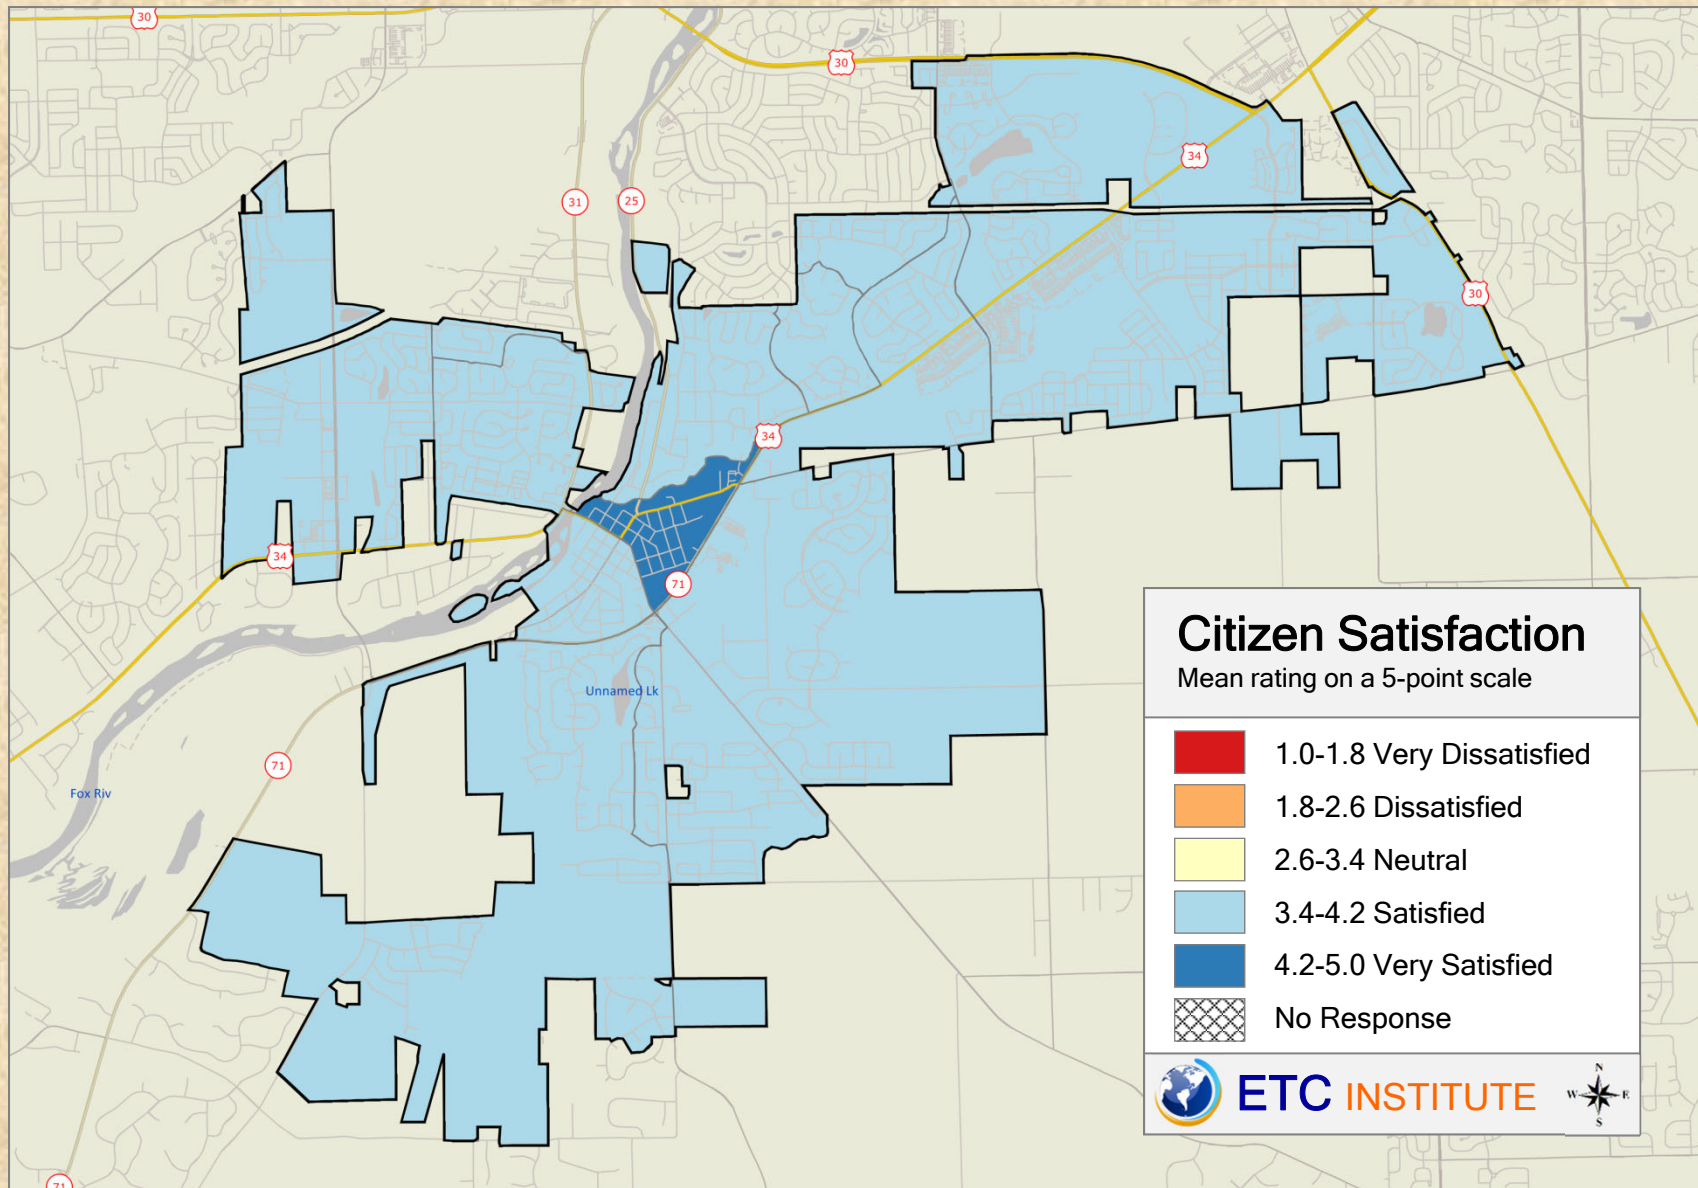 30
30
34
31
25
30
34
34
71
Unnamed Lk
71
Fox Riv
71
Citizen Satisfaction
Mean rating on a 5-point scale
1.0-1.8 Very Dissatisfied
1.8-2.6 Dissatisfied
2.6-3.4 Neutral
3.4-4.2 Satisfied
4.2-5.0 Very Satisfied
No Response
ETC INSTITUTE
N
W E
S